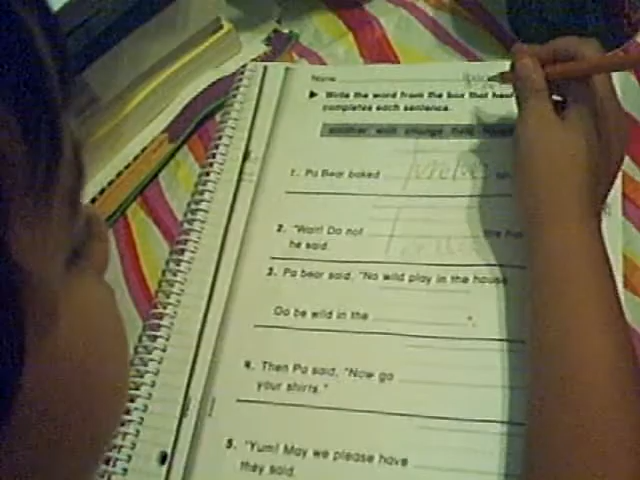 Name
Write the word from the box that best
completes each sentence.
another with change field
1. Pa Bear baked
2. "Wait! Do not
he said.
3. Pa bear said, "No wild play in the house
Go be wild in the
4. Then Pa said, "Now go
your shirts."
5. "Yum! May we please have
they said.